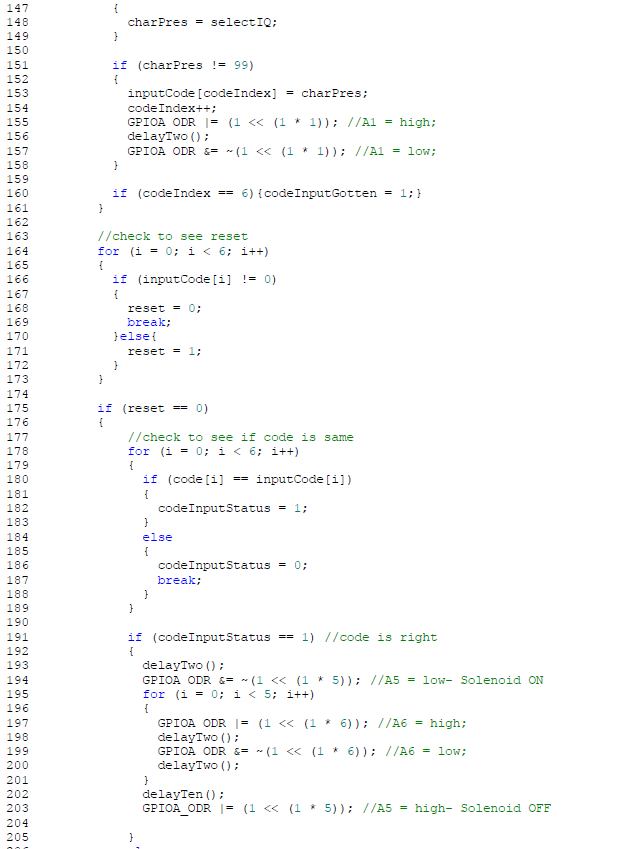 147 {
148 charPres = selectIQ;
149 }
150
151 if (charPres != 99)
152 {
153 inputCode[codeIndex] = charPres;
154 codeIndex++;
155 GPIOA_ODR |= (1 << (1 * 1)); //A1 = high;
156 delayTwo();
157 GPIOA_ODR &= ~(1 << (1 * 1)); //A1 = low;
158 }
159
160 if (codeIndex == 6){codeInputGotten = 1;}
161 }
162
163 //check to see reset
164 for (i = 0; i < 6; i++)
165 {
166 if (inputCode[i] != 0)
167 {
168 reset = 0;
169 break;
170 }else{
171 reset = 1;
172 }
173 }
174
175 if (reset == 0)
176 {
177 //check to see if code is same
178 for (i = 0; i < 6; i++)
179 {
180 if (code[i] == inputCode[i])
181 {
182 codeInputStatus = 1;
183 }
184 else
185 {
186 codeInputStatus = 0;
187 break;
188 }
189 }
190
191 if (codeInputStatus == 1) //code is right
192 {
193 delayTwo();
194 GPIOA_ODR &= ~(1 << (1 * 5)); //A5 = low- Solenoid ON
195 for (i = 0; i < 5; i++)
196 {
197 GPIOA_ODR |= (1 << (1 * 6)); //A6 = high;
198 delayTwo();
199 GPIOA_ODR &= ~(1 << (1 * 6)); //A6 = low;
200 delayTwo();
201 }
202 delayTen();
203 GPIOA_ODR |= (1 << (1 * 5)); //A5 = high- Solenoid OFF
204
205 }